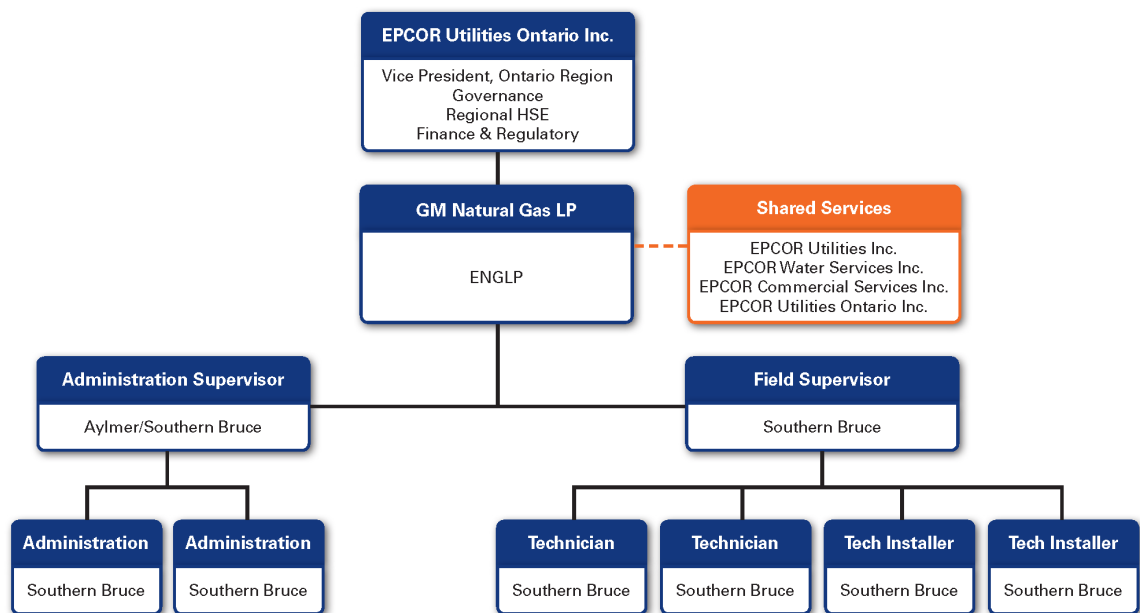 EPCOR Utilities Ontario Inc.
Vice President, Ontario Region
Governance
Regional HSE
Finance & Regulatory
GM Natural Gas LP
ENGLP
Shared Services
EPCOR Utilities Inc.
EPCOR Water Services Inc.
EPCOR Commercial Services Inc.
EPCOR Utilities Ontario Inc.
Administration Supervisor
Aylmer/Southern Bruce
Field Supervisor
Southern Bruce
Administration
Southern Bruce
Administration
Southern Bruce
Technician
Southern Bruce
Technician
Southern Bruce
Tech Installer
Southern Bruce
Tech Installer
Southern Bruce